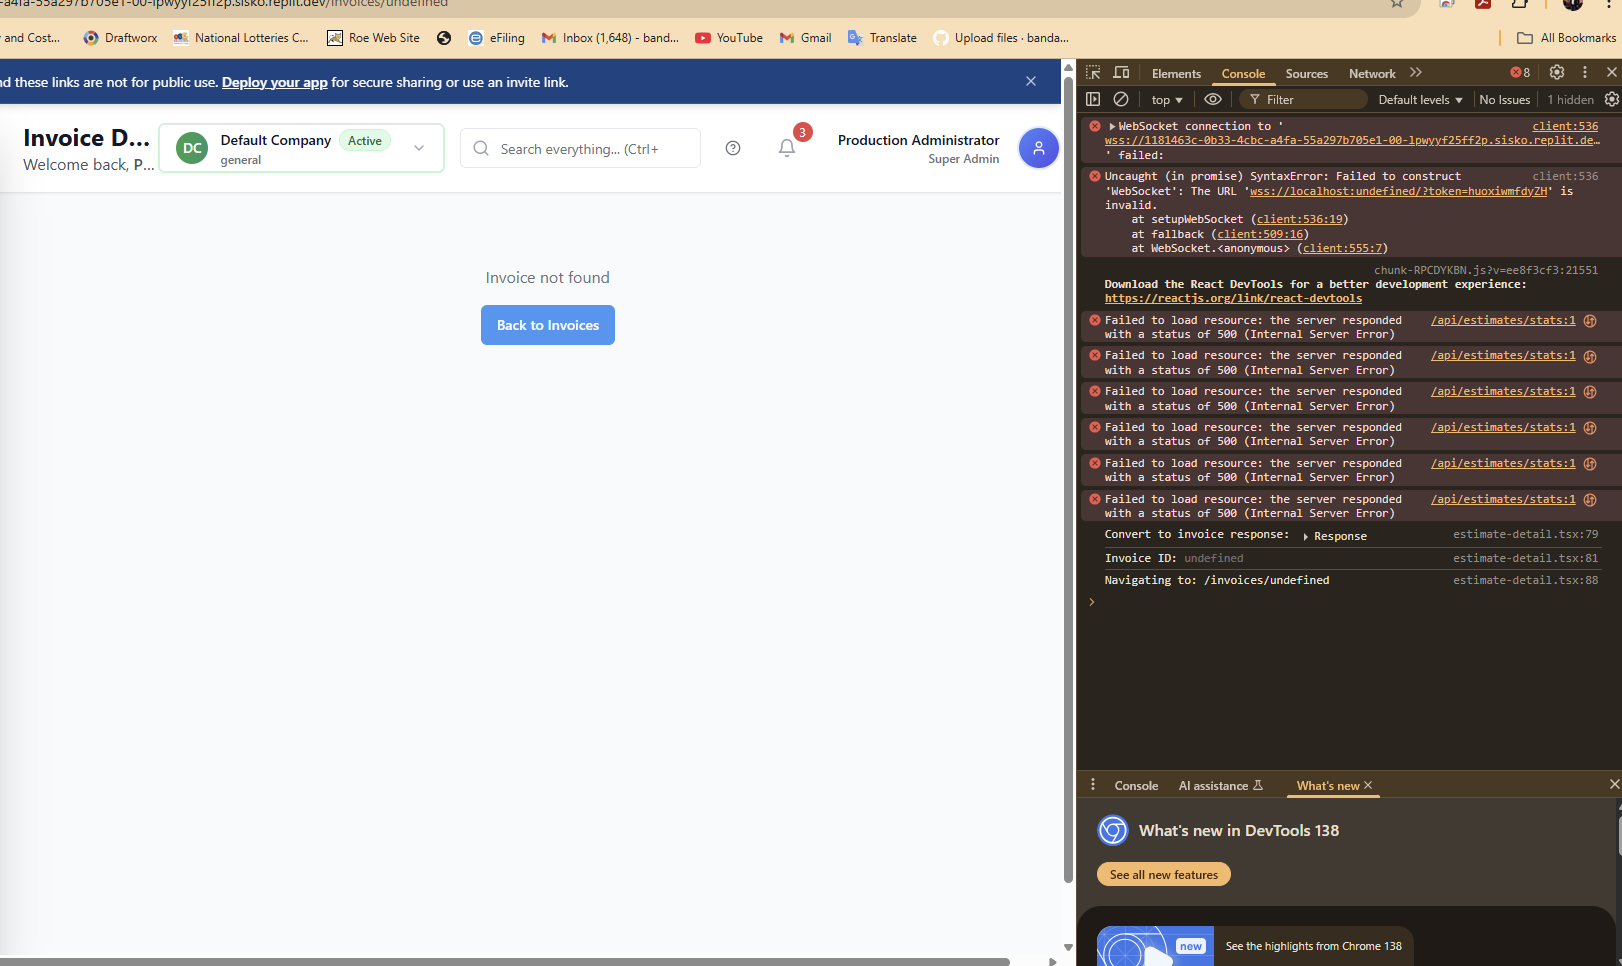 -a4fa-55a297b705e1-00-lpwyyf25ff2p.sisko.replit.dev/invoices/undefined
and Cost...
Draftworx
National Lotteries C...
Roe Web Site
eFiling
Inbox (1,648) - band...
YouTube
Gmail
Translate
Upload files · banda...
All Bookmarks
nd these links are not for public use. Deploy your app for secure sharing or use an invite link.
Invoice D...
Welcome back, P...
DC
Default Company
Active
general
Search everything... (Ctrl+
3
Production Administrator
Super Admin
Invoice not found
Back to Invoices
Elements
Console
Sources
Network
8
top
Filter
Default levels
No Issues
1 hidden
WebSocket connection to '
client:536
wss://1181463c-0b33-4cbc-a4fa-55a297b705e1-00-lpwyyf25ff2p.sisko.replit.de...
' failed:
Uncaught (in promise) SyntaxError: Failed to construct
client:536
'WebSocket': The URL 'wss://localhost:undefined/?token=huoxiwmfdyZH' is
invalid.
at setupWebSocket (client:536:19)
at fallback (client:509:16)
at WebSocket.<anonymous> (client:555:7)
chunk-RPCDYKBN.js?v=ee8f3cf3:21551
Download the React DevTools for a better development experience:
https://reactjs.org/link/react-devtools
Failed to load resource: the server responded
/api/estimates/stats:1
with a status of 500 (Internal Server Error)
Failed to load resource: the server responded
/api/estimates/stats:1
with a status of 500 (Internal Server Error)
Failed to load resource: the server responded
/api/estimates/stats:1
with a status of 500 (Internal Server Error)
Failed to load resource: the server responded
/api/estimates/stats:1
with a status of 500 (Internal Server Error)
Failed to load resource: the server responded
/api/estimates/stats:1
with a status of 500 (Internal Server Error)
Failed to load resource: the server responded
/api/estimates/stats:1
with a status of 500 (Internal Server Error)
Convert to invoice response: Response
estimate-detail.tsx:79
Invoice ID: undefined
estimate-detail.tsx:81
Navigating to: /invoices/undefined
estimate-detail.tsx:88
Console
AI assistance
What's new
What's new in DevTools 138
See all new features
new
See the highlights from Chrome 138